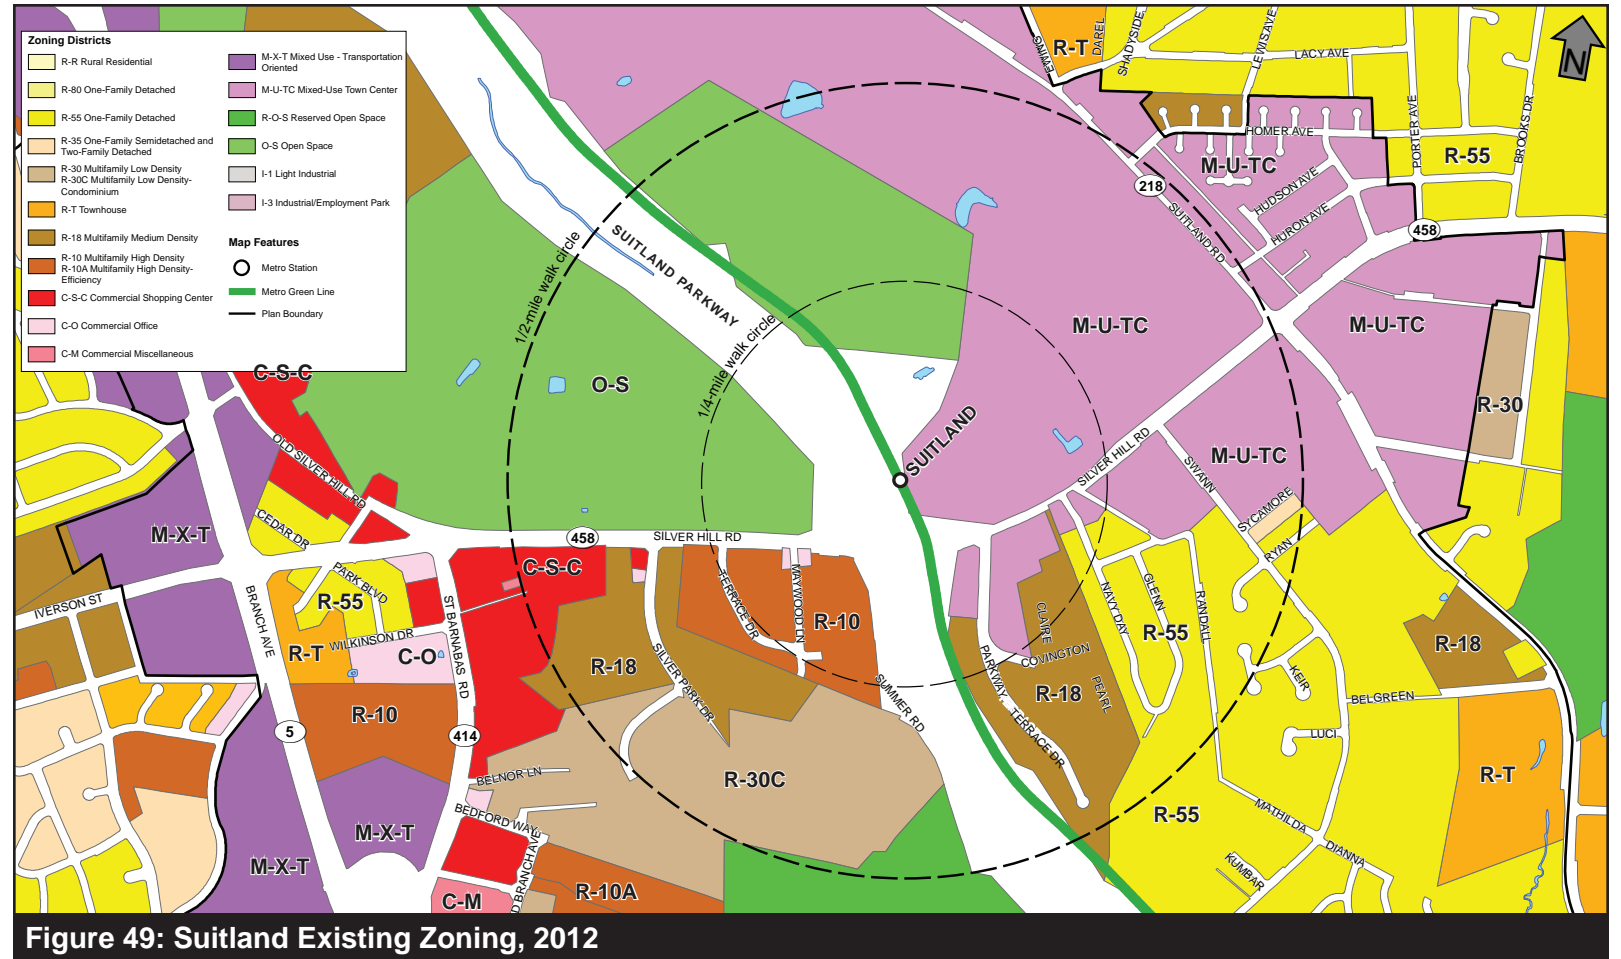 Zoning Districts
R-R Rural Residential
R-80 One-Family Detached
R-55 One-Family Detached
R-35 One-Family Semidetached and
Two-Family Detached
R-30 Multifamily Low Density
R-30C Multifamily Low Density-
Condominium
R-T Townhouse
R-18 Multifamily Medium Density
R-10 Multifamily High Density
R-10A Multifamily High Density-
Efficiency
C-S-C Commercial Shopping Center
C-O Commercial Office
C-M Commercial Miscellaneous
M-X-T Mixed Use - Transportation
Oriented
M-U-TC Mixed-Use Town Center
R-O-S Reserved Open Space
O-S Open Space
I-1 Light Industrial
I-3 Industrial/Employment Park
Map Features
Metro Station
Metro Green Line
Plan Boundary
N
EWING
R-T
DAREL
SHADYSIDE
LEWIS AVE
LACY AVE
PORTER AVE
BROOKS DR
HOMER AVE
M-U-TC
R-55
218
HUDSON AVE
HURON AVE
SUITLAND RD
458
SUITLAND PARKWAY
1/2-mile walk circle
1/4-mile walk circle
M-U-TC
M-U-TC
C-S-C
O-S
R-30
SUITLAND
OLD SILVER HILL RD
SILVER HILL RD
M-U-TC
SWANN
SYCAMORE
RYAN
CEDAR DR
M-X-T
458
SILVER HILL RD
C-S-C
PARK BLVD
R-55
IVERSON ST
BRANCH AVE
ST BARNABAS RD
WILKINSON DR
R-T
C-O
TERRACE DR
MAYWOOD LN
R-10
CLAIRE
NAVY DAY
GLENN
RANDALL
R-55
R-18
COVINGTON
R-18
SILVER PARK DR
SUMMER RD
PARKWAY TERRACE DR
R-18
PEARL
KEIR
BELGREEN
LUCI
R-10
5
414
BELNOR LN
R-30C
R-T
BEDFORD WAY
R-55
MATHILDA
DIANNA
KUMBAR
M-X-T
M-X-T
D BRANCH AVE
R-10A
C-M
Figure 49: Suitland Existing Zoning, 2012